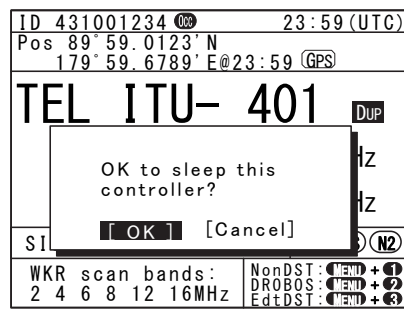 ID 431001234 Occ 23:59(UTC)
Pos 89°59.0123'N
179°59.6789'E@23:59 GPS
TEL ITU- 401 DUP
Hz
OK to sleep this
controller?
Hz
[ OK ] [Cancel]
SI N2
WKR scan bands:
2 4 6 8 12 16MHz
NonDST: MENU + 1
DROBOS: MENU + 2
EdtDST: MENU + 3